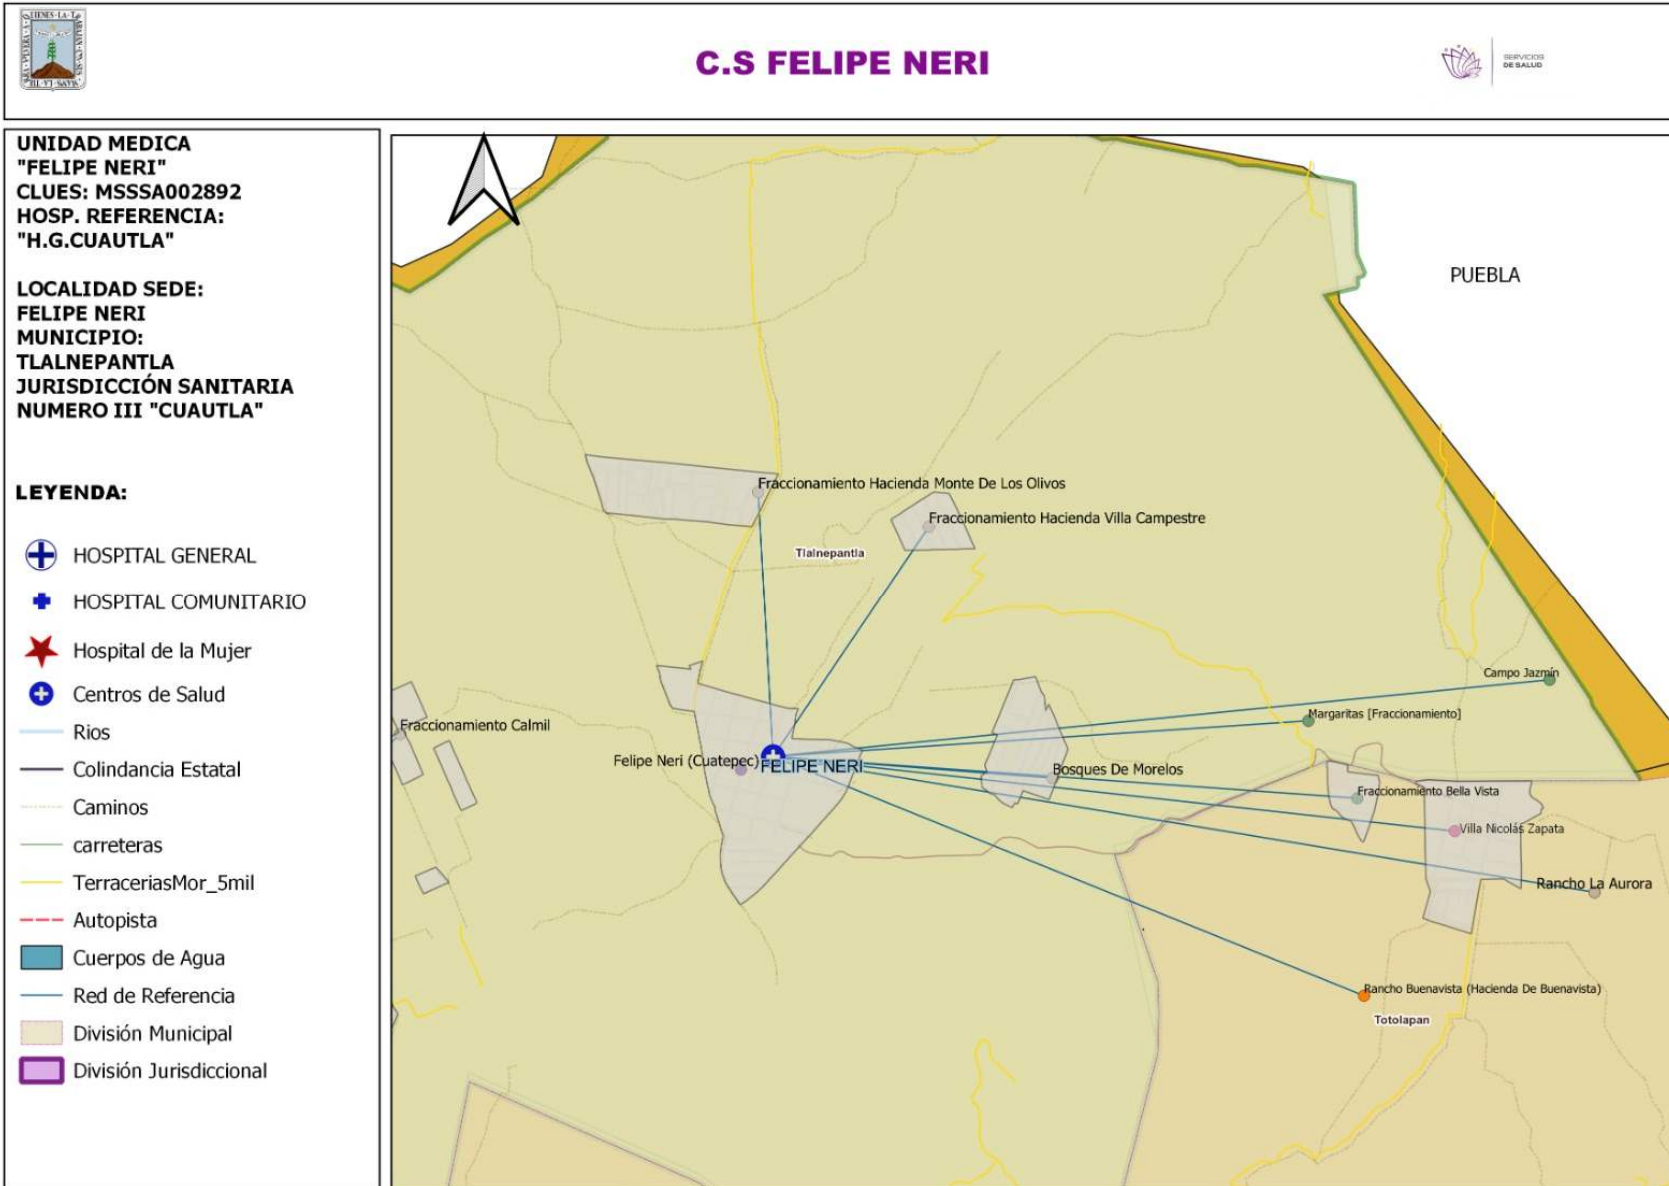 C.S FELIPE NERI
SERVICIOS
DE SALUD
UNIDAD MEDICA
"FELIPE NERI"
CLUES: MSSSA002892
HOSP. REFERENCIA:
"H.G.CUAUTLA"
LOCALIDAD SEDE:
FELIPE NERI
MUNICIPIO:
TLALNEPANTLA
JURISDICCIÓN SANITARIA
NUMERO III "CUAUTLA"
LEYENDA:
HOSPITAL GENERAL
HOSPITAL COMUNITARIO
Hospital de la Mujer
Centros de Salud
Rios
Colindancia Estatal
Caminos
carreteras
TerraceriasMor_5mil
Autopista
Cuerpos de Agua
Red de Referencia
División Municipal
División Jurisdiccional
PUEBLA
Fraccionamiento Hacienda Monte De Los Olivos
Fraccionamiento Hacienda Villa Campestre
Tlalnepantla
Campo Jazmín
Margaritas [Fraccionamiento]
Fraccionamiento Calmil
Felipe Neri (Cuatepec)
FELIPE NERI
Bosques De Morelos
Fraccionamiento Bella Vista
Villa Nicolás Zapata
Rancho La Aurora
Rancho Buenavista (Hacienda De Buenavista)
Totolapan